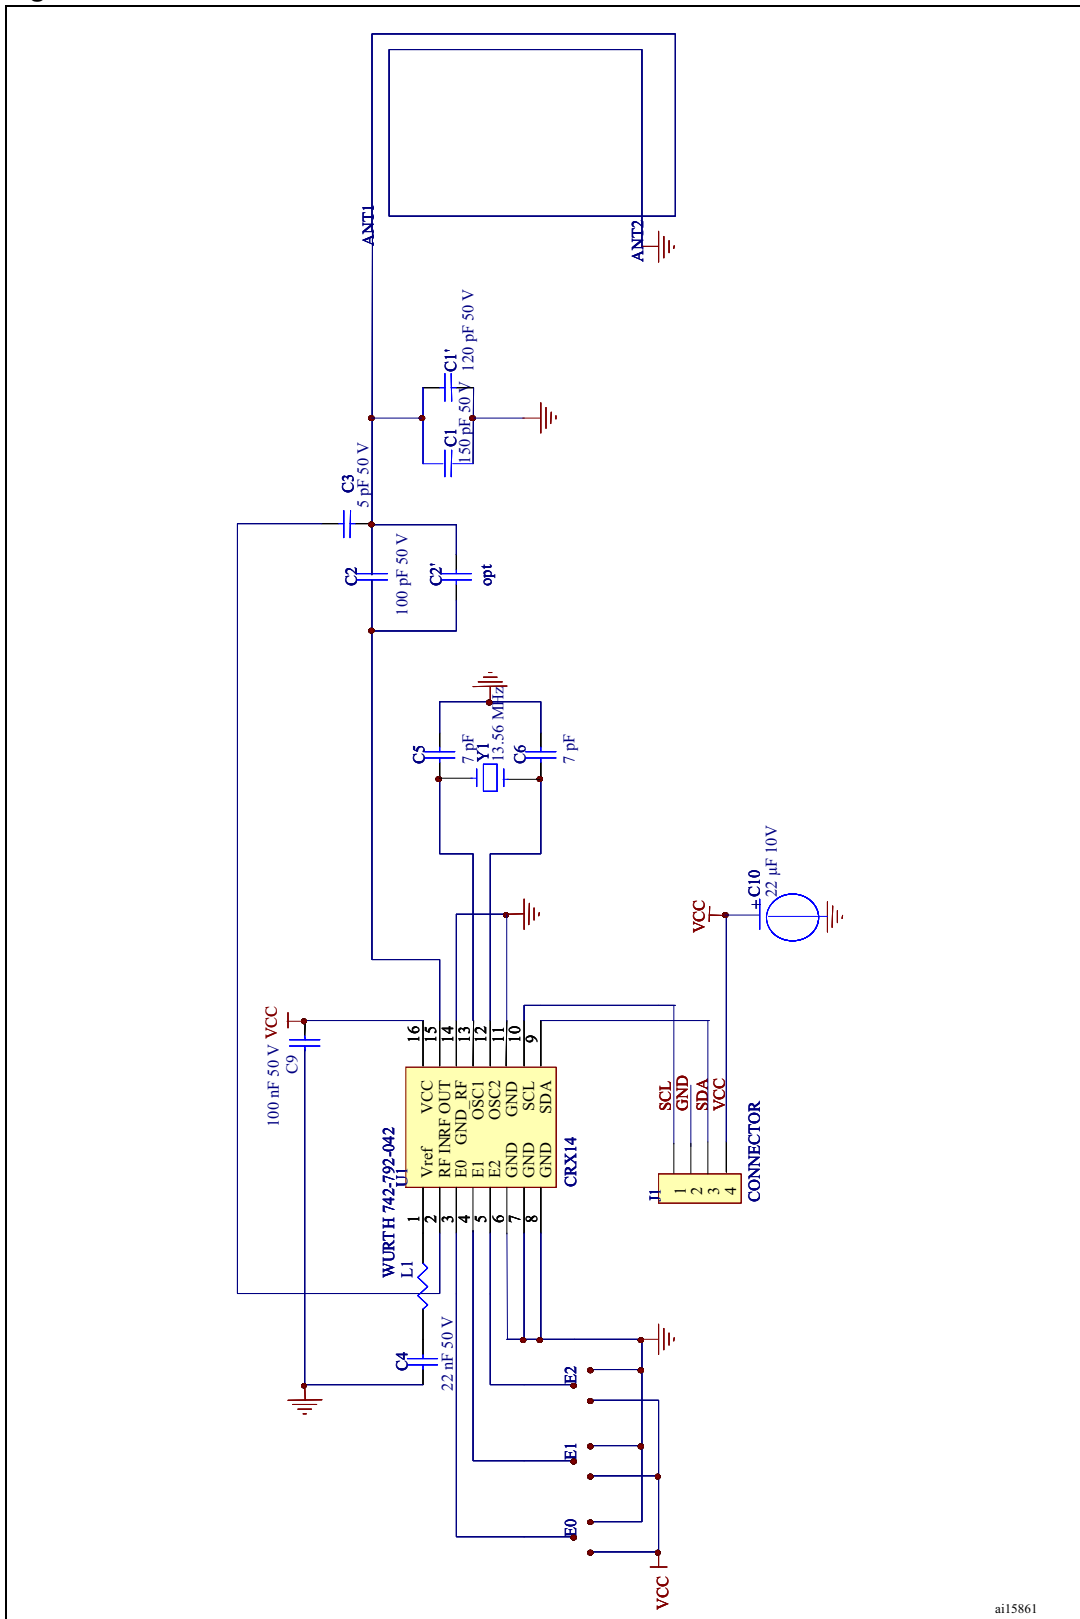 ANT1
ANT2
C1'
120 pF 50 V
C1
150 pF 50 V
C3
5 pF 50 V
C2
100 pF 50 V
C2'
opt
C5
7 pF
Y1
13.56 MHz
C6
7 pF
VCC
C10
22 µF 10V
+
VCC
100 nF 50 V
C9
16
15
14
13
12
11
10
9
VCC
RF OUT
GND_RF
OSC1
OSC2
GND
SCL
SDA
Vref
RF IN
E0
E1
E2
GND
GND
GND
U1
CRX14
WURTH 742-792-042
L1
1
2
3
4
5
6
7
8
SCL
GND
SDA
VCC
J1
1
2
3
4
CONNECTOR
C4
22 nF 50 V
E2
E1
E0
VCC
ai15861